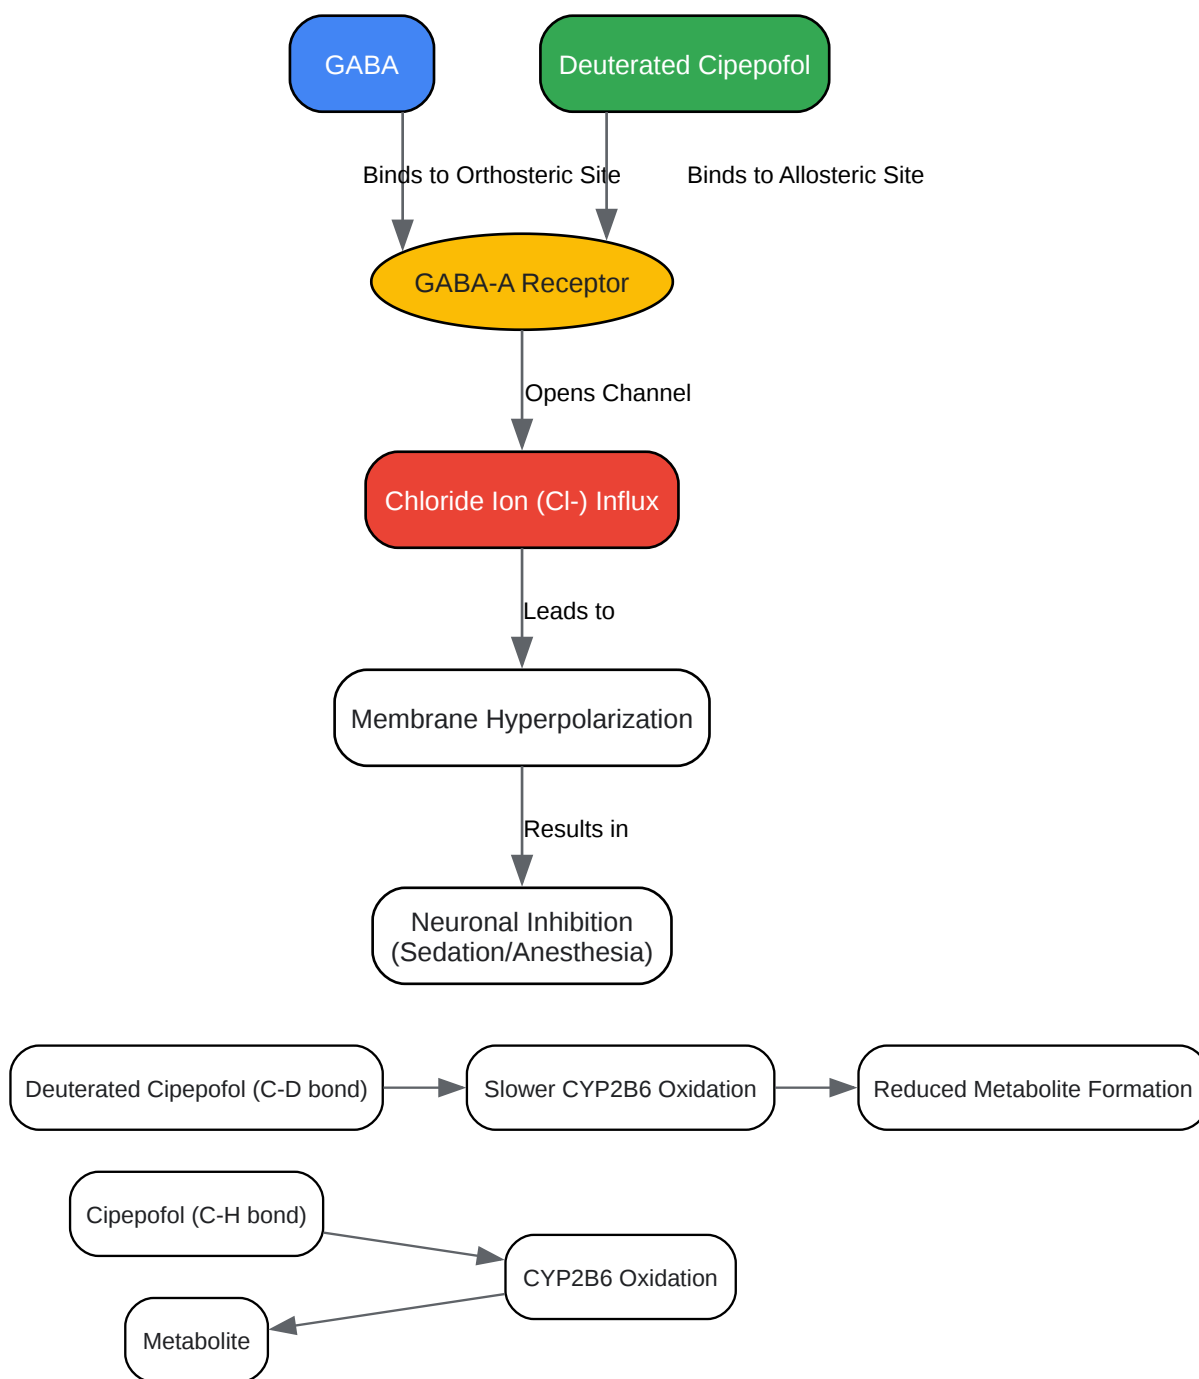 GABA
Deuterated Cipepofol
Binds to Orthosteric Site
Binds to Allosteric Site
GABA-A Receptor
Opens Channel
Chloride Ion (Cl-) Influx
Leads to
Membrane Hyperpolarization
Results in
Neuronal Inhibition
(Sedation/Anesthesia)
Deuterated Cipepofol (C-D bond)
Slower CYP2B6 Oxidation
Reduced Metabolite Formation
Cipepofol (C-H bond)
CYP2B6 Oxidation
Metabolite